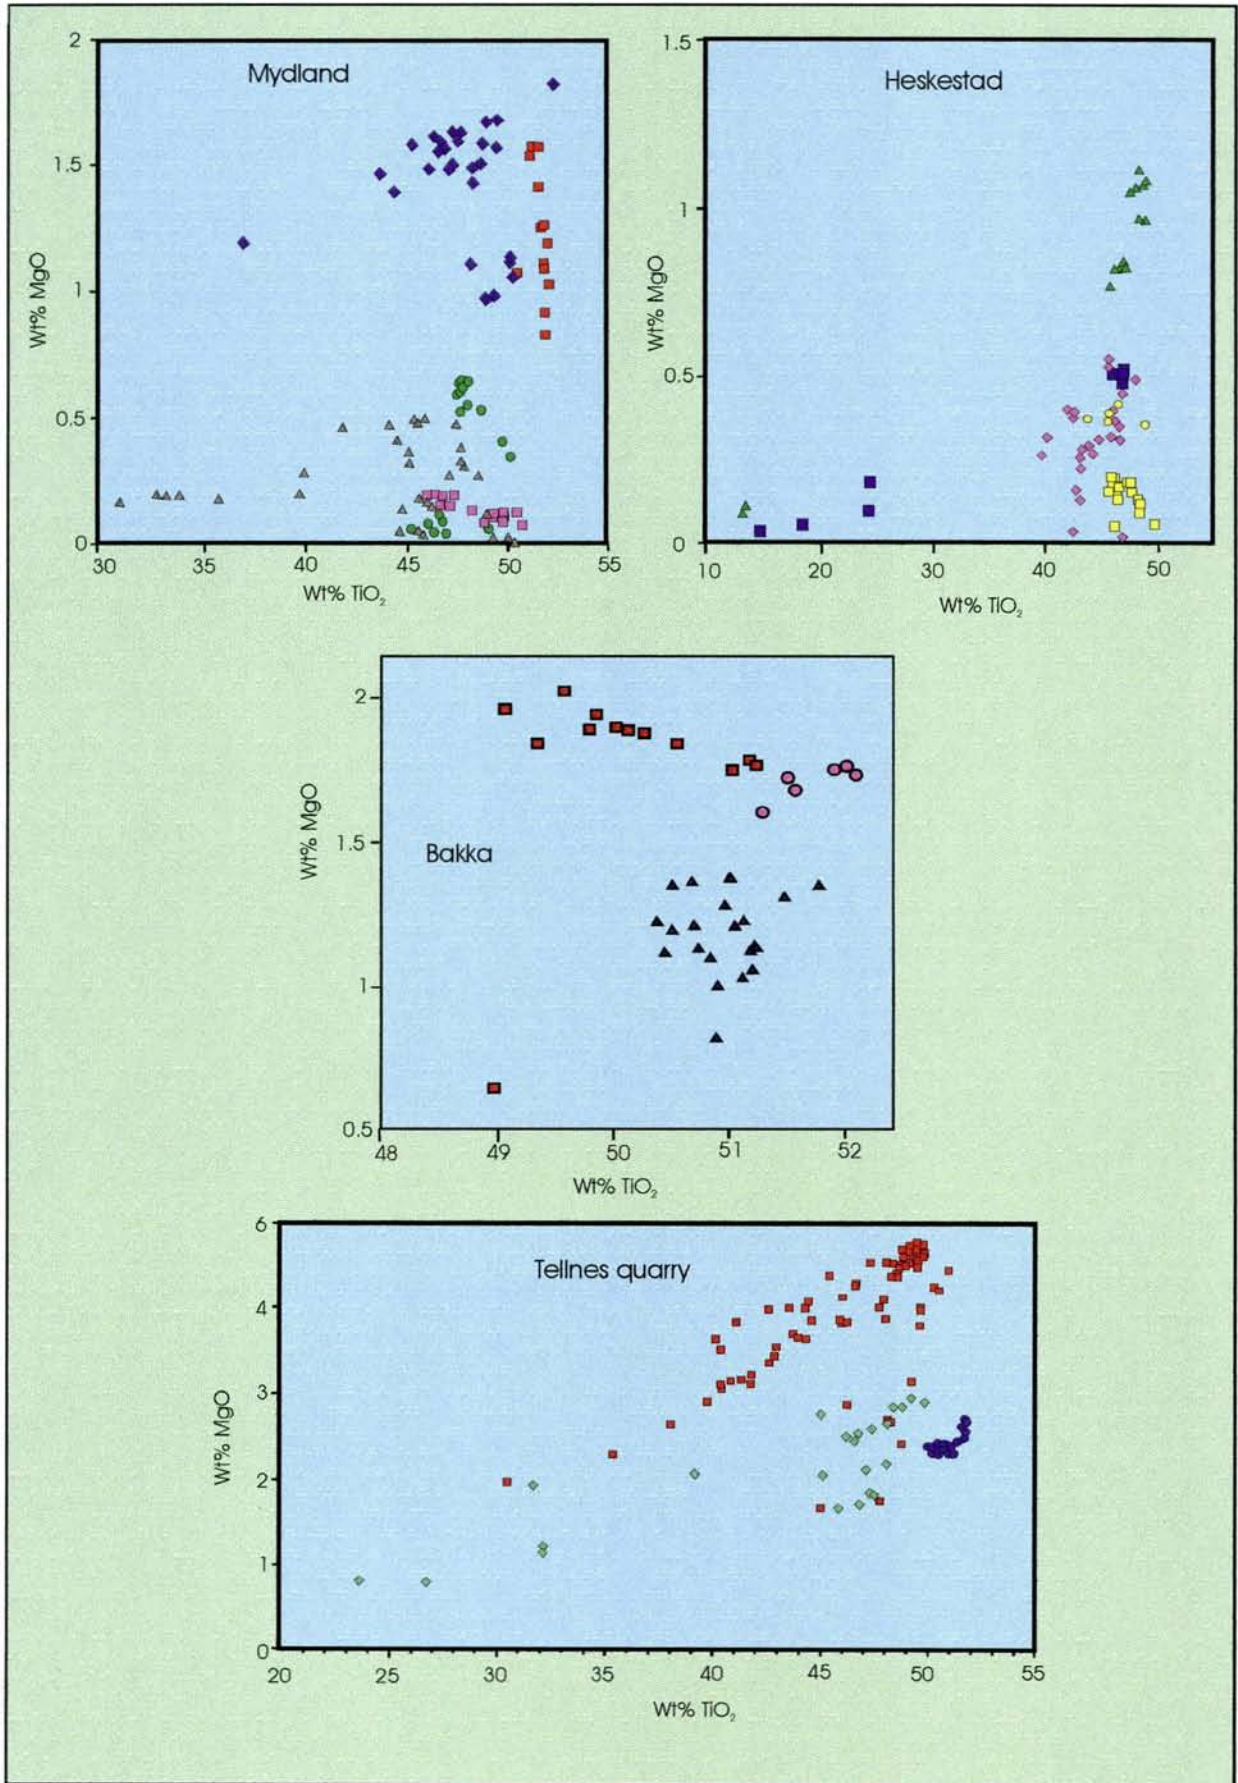 Mydland
Wt% MgO
2
1.5
1
0.5
0
30 35 40 45 50 55
Wt% TiO₂
Heskestad
Wt% MgO
1.5
1
0.5
0
10 20 30 40 50
Wt% TiO₂
Bakka
Wt% MgO
2
1.5
1
0.5
48 49 50 51 52
Wt% TiO₂
Tellnes quarry
Wt% MgO
6
4
3
2
1
0
20 25 30 35 40 45 50 55
Wt% TiO₂